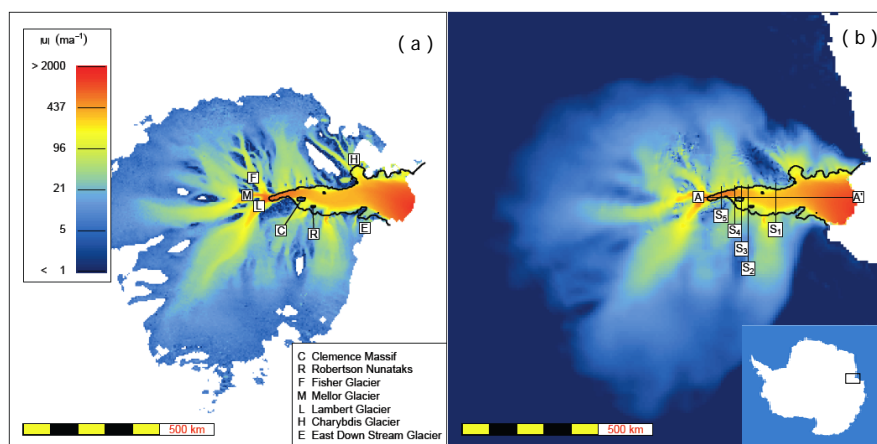 |u| (ma⁻¹)
> 2000
437
96
21
5
< 1
(a)
H
F
M
L
C
R
E
500 km
C Clemence Massif
R Robertson Nunataks
F Fisher Glacier
M Mellor Glacier
L Lambert Glacier
H Charybdis Glacier
E East Down Stream Glacier
(b)
A
A'
S₅
S₄
S₃
S₂
S₁
500 km